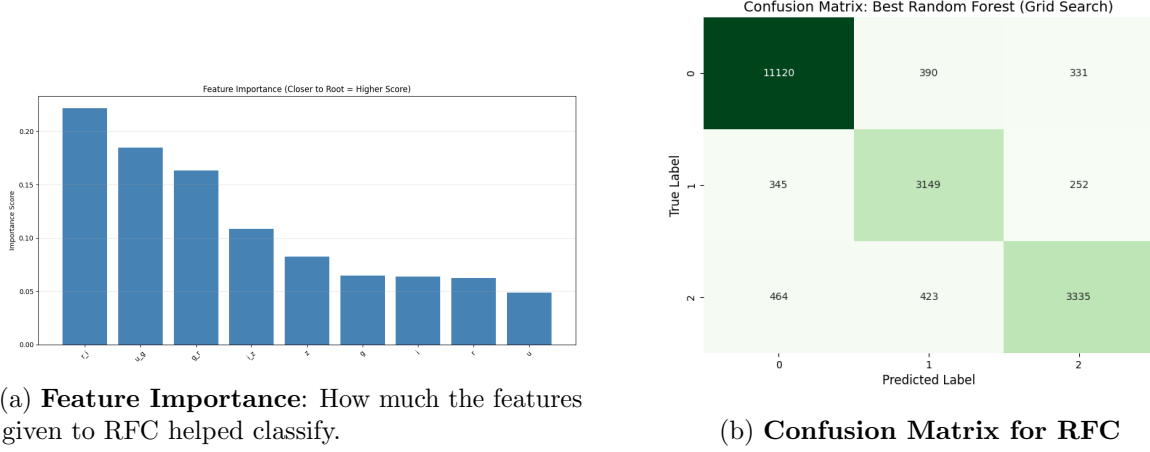 Feature Importance (Closer to Root = Higher Score)
Importance Score
0.20
0.15
0.10
0.05
0.00
r_i
u_g
g_r
i_z
z
g
i
r
u
(a) Feature Importance: How much the features
given to RFC helped classify.
Confusion Matrix: Best Random Forest (Grid Search)
True Label
0
11120 390 331
1
345 3149 252
2
464 423 3335
0 1 2
Predicted Label
(b) Confusion Matrix for RFC